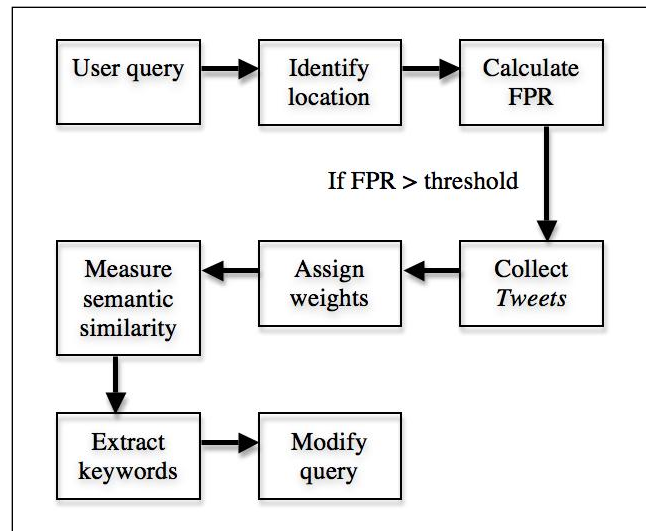 User query
Identify
location
Calculate
FPR
If FPR > threshold
Collect
Tweets
Assign
weights
Measure
semantic
similarity
Extract
keywords
Modify
query